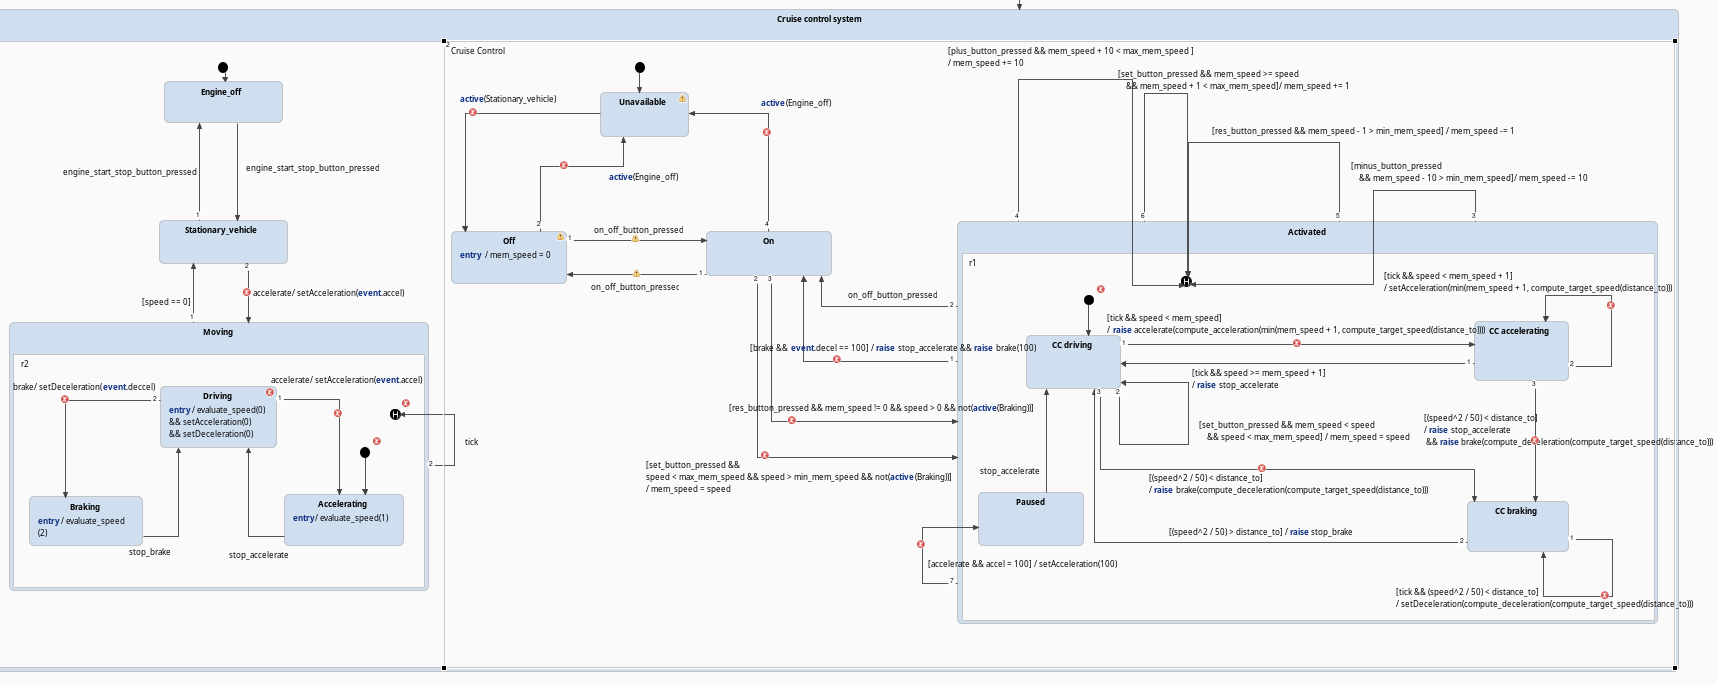 Cruise control system
2
Cruise Control
Engine_off
engine_start_stop_button_pressed
engine_start_stop_button_pressed
1
Stationary_vehicle
2
[speed == 0]
accelerate/ setAcceleration(event.accel)
1
Moving
r2
brake/ setDeceleration(event.deccel)
accelerate/ setAcceleration(event.accel)
2
Driving
entry / evaluate_speed(0)
&& setAcceleration(0)
&& setDeceleration(0)
1
H
tick
2
Braking
entry / evaluate_speed
(2)
Accelerating
entry / evaluate_speed(1)
stop_brake
stop_accelerate
active(Stationary_vehicle)
Unavailable
active(Engine_off)
active(Engine_off)
2
4
Off
entry / mem_speed = 0
1
on_off_button_pressed
On
1
on_off_button_pressed
2
3
[plus_button_pressed && mem_speed + 10 < max_mem_speed ]
/ mem_speed += 10
[set_button_pressed && mem_speed >= speed
&& mem_speed + 1 < max_mem_speed]/ mem_speed += 1
[res_button_pressed && mem_speed - 1 > min_mem_speed] / mem_speed -= 1
[minus_button_pressed
&& mem_speed - 10 > min_mem_speed]/ mem_speed -= 10
4
6
5
3
Activated
r1
H
on_off_button_pressed
2
[brake && event.decel == 100] / raise stop_accelerate && raise brake(100)
1
[res_button_pressed && mem_speed != 0 && speed > 0 && not(active(Braking))]
[set_button_pressed &&
speed < max_mem_speed && speed > min_mem_speed && not(active(Braking))]
/ mem_speed = speed
[tick && speed < mem_speed + 1]
/ setAcceleration(min(mem_speed + 1, compute_target_speed(distance_to)))
[tick && speed < mem_speed]
/ raise accelerate(compute_acceleration(min(mem_speed + 1, compute_target_speed(distance_to))))
CC driving
1
CC accelerating
1
2
[tick && speed >= mem_speed + 1]
/ raise stop_accelerate
3
2
3
[set_button_pressed && mem_speed < speed
&& speed < max_mem_speed] / mem_speed = speed
[(speed^2 / 50) < distance_to]
/ raise stop_accelerate
&& raise brake(compute_deceleration(compute_target_speed(distance_to)))
stop_accelerate
[(speed^2 / 50) < distance_to]
/ raise brake(compute_deceleration(compute_target_speed(distance_to)))
Paused
CC braking
[(speed^2 / 50) > distance_to] / raise stop_brake
2
1
[accelerate && accel = 100] / setAcceleration(100)
7
[tick && (speed^2 / 50) < distance_to]
/ setDeceleration(compute_deceleration(compute_target_speed(distance_to)))